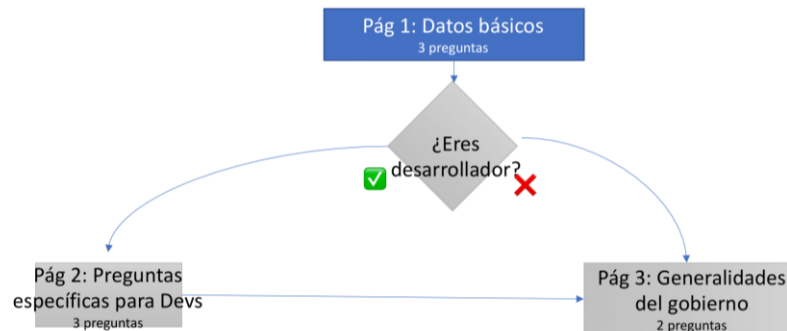 Pág 1: Datos básicos
3 preguntas
¿Eres
desarrollador?
Pág 2: Preguntas
específicas para Devs
3 preguntas
Pág 3: Generalidades
del gobierno
2 preguntas